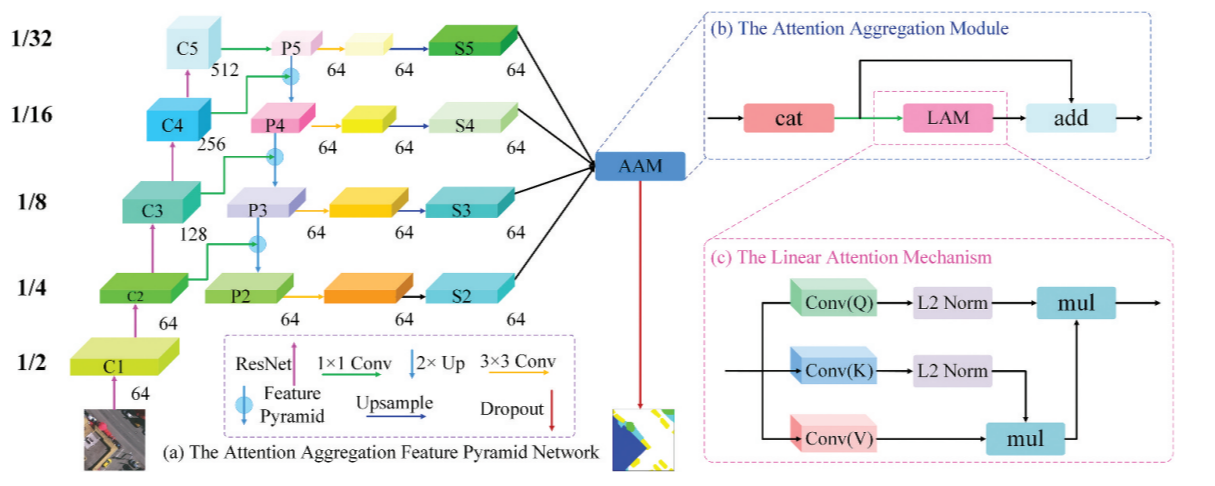 1/32
C5
512
P5
64
64
S5
64
1/16
C4
256
P4
64
64
S4
64
1/8
C3
128
P3
64
64
S3
64
1/4
C2
64
P2
64
64
S2
64
1/2
C1
64
AAM
ResNet
1×1 Conv
2× Up
3×3 Conv
Feature
Pyramid
Upsample
Dropout
(a) The Attention Aggregation Feature Pyramid Network
(b) The Attention Aggregation Module
cat
LAM
add
(c) The Linear Attention Mechanism
Conv(Q)
L2 Norm
mul
Conv(K)
L2 Norm
Conv(V)
mul